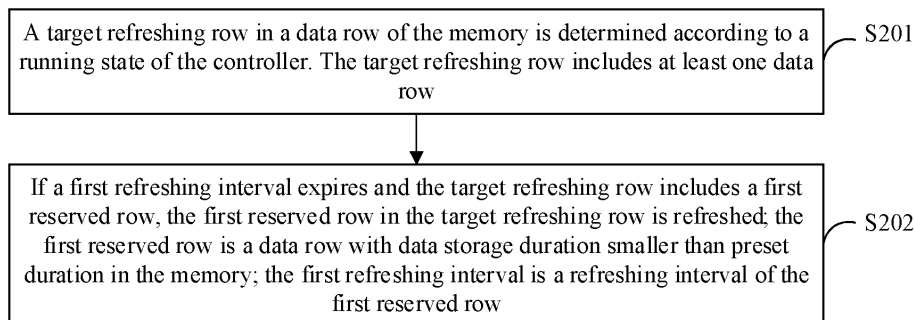 A target refreshing row in a data row of the memory is determined according to a
running state of the controller. The target refreshing row includes at least one data
row
S201
If a first refreshing interval expires and the target refreshing row includes a first
reserved row, the first reserved row in the target refreshing row is refreshed; the
first reserved row is a data row with data storage duration smaller than preset
duration in the memory; the first refreshing interval is a refreshing interval of the
first reserved row
S202